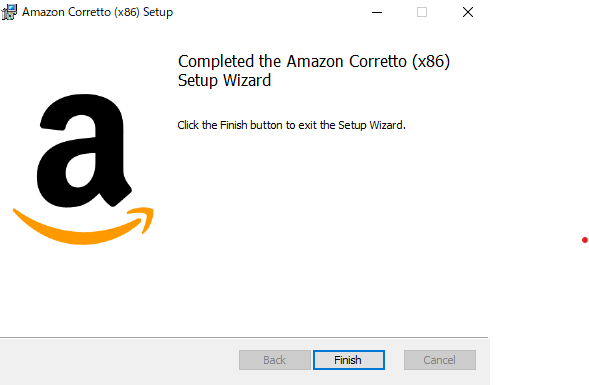 Amazon Corretto (x86) Setup
Completed the Amazon Corretto (x86)
Setup Wizard
Click the Finish button to exit the Setup Wizard.
a
Back
Finish
Cancel